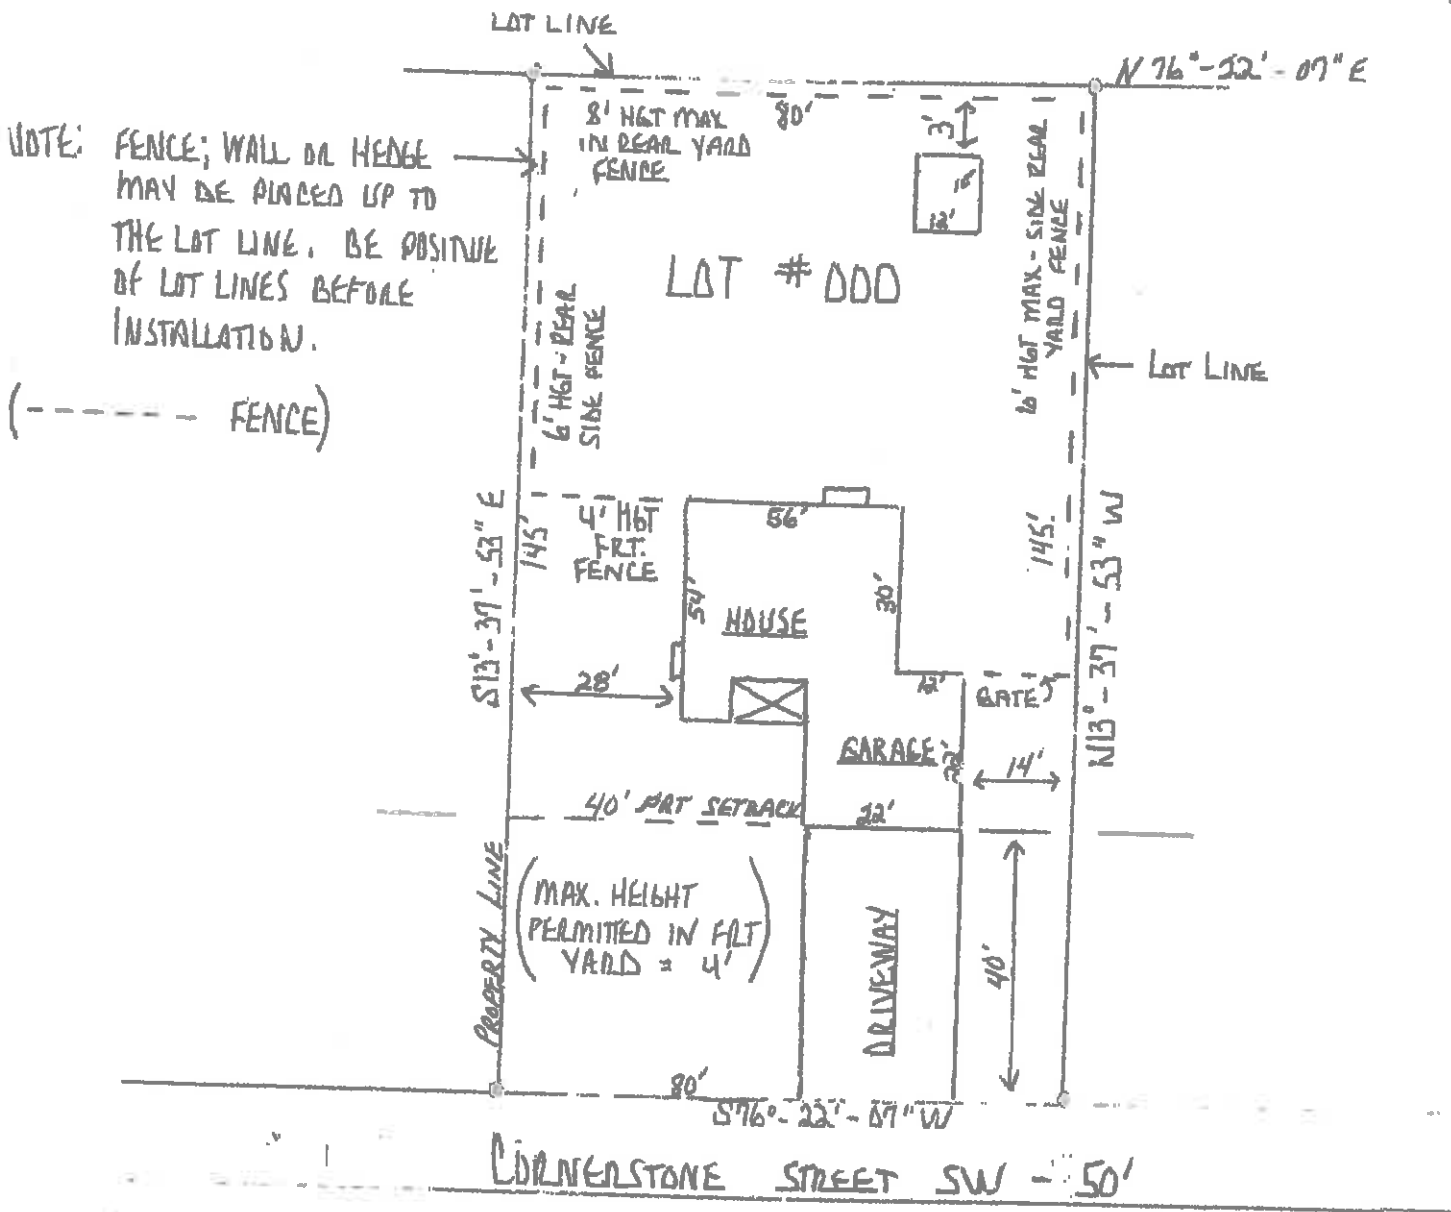 LOT LINE
N 76°-22'-07" E
NOTE: FENCE; WALL OR HEDGE
MAY BE PLACED UP TO
THE LOT LINE. BE POSITIVE
OF LOT LINES BEFORE
INSTALLATION.
(------ FENCE)
8' HGT MAX
IN REAR YARD
FENCE
80'
3'
12'
LOT # 000
6' HGT - REAR
SIDE FENCE
6' HGT MAX - SIDE REAR
YARD FENCE
LOT LINE
S13°-37'-53" E
145'
4' HGT
FRT.
FENCE
56'
54'
30'
HOUSE
145'
N13°-37'-53" W
28'
12'
GATE
GARAGE
22'
14'
40' FRT SETBACK
22'
PROPERTY LINE
(MAX. HEIGHT
PERMITTED IN FRT
YARD = 4')
DRIVEWAY
40'
80'
S76°-22'-07" W
CORNERSTONE STREET SW - 50'